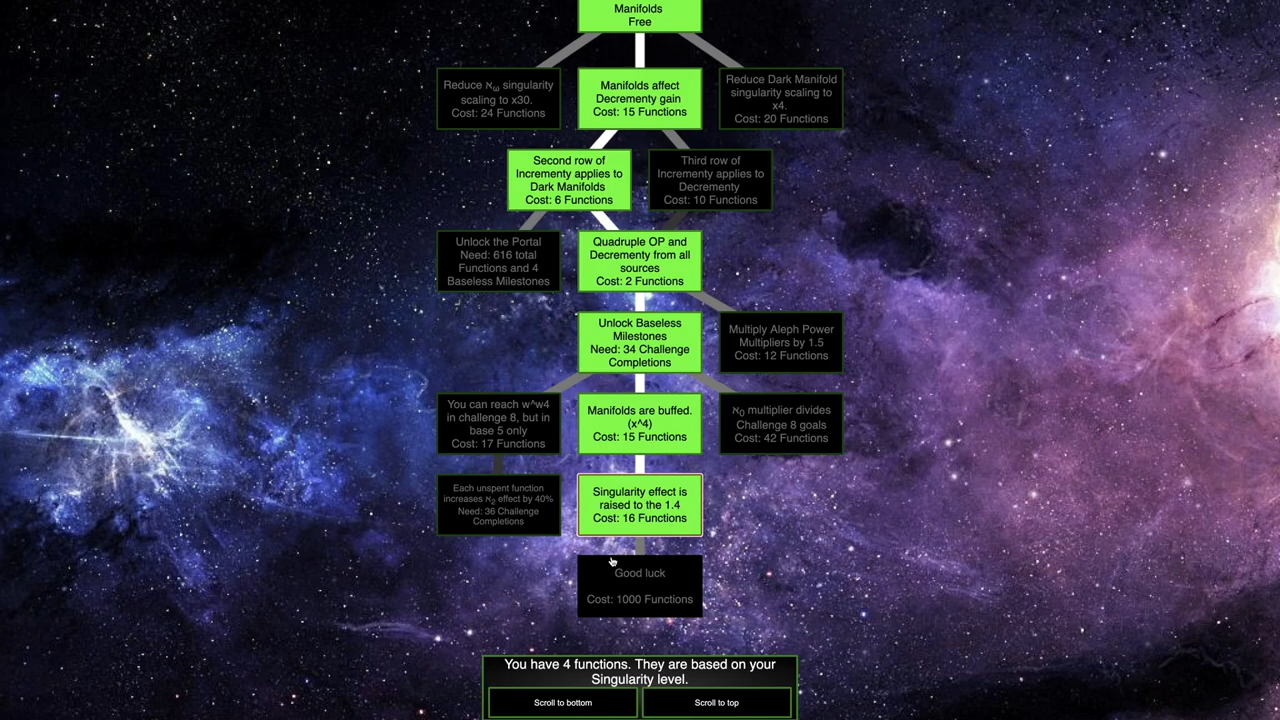 Manifolds
Free
Reduce ℵω singularity
scaling to x30.
Cost: 24 Functions
Manifolds affect
Decrementy gain
Cost: 15 Functions
Reduce Dark Manifold
singularity scaling to
x4.
Cost: 20 Functions
Second row of
Incrementy applies to
Dark Manifolds
Cost: 6 Functions
Third row of
Incrementy applies to
Decrementy
Cost: 10 Functions
Unlock the Portal
Need: 616 total
Functions and 4
Baseless Milestones
Quadruple OP and
Decrementy from all
sources
Cost: 2 Functions
Unlock Baseless
Milestones
Need: 34 Challenge
Completions
Multiply Aleph Power
Multipliers by 1.5
Cost: 12 Functions
You can reach w^w4
in challenge 8, but in
base 5 only
Cost: 17 Functions
Manifolds are buffed.
(x^4)
Cost: 15 Functions
ℵ0 multiplier divides
Challenge 8 goals
Cost: 42 Functions
Each unspent function
increases ℵ2 effect by 40%
Need: 36 Challenge
Completions
Singularity effect is
raised to the 1.4
Cost: 16 Functions
Good luck
Cost: 1000 Functions
You have 4 functions. They are based on your
Singularity level.
Scroll to bottom
Scroll to top